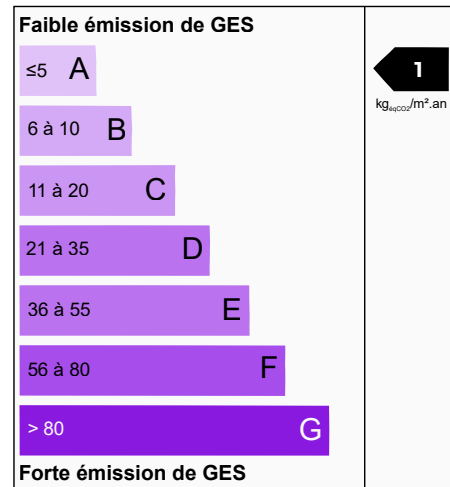 Faible émission de GES
≤5 A
1
kgéqCO2/m².an
6 à 10 B
11 à 20 C
21 à 35 D
36 à 55 E
56 à 80 F
> 80 G
Forte émission de GES